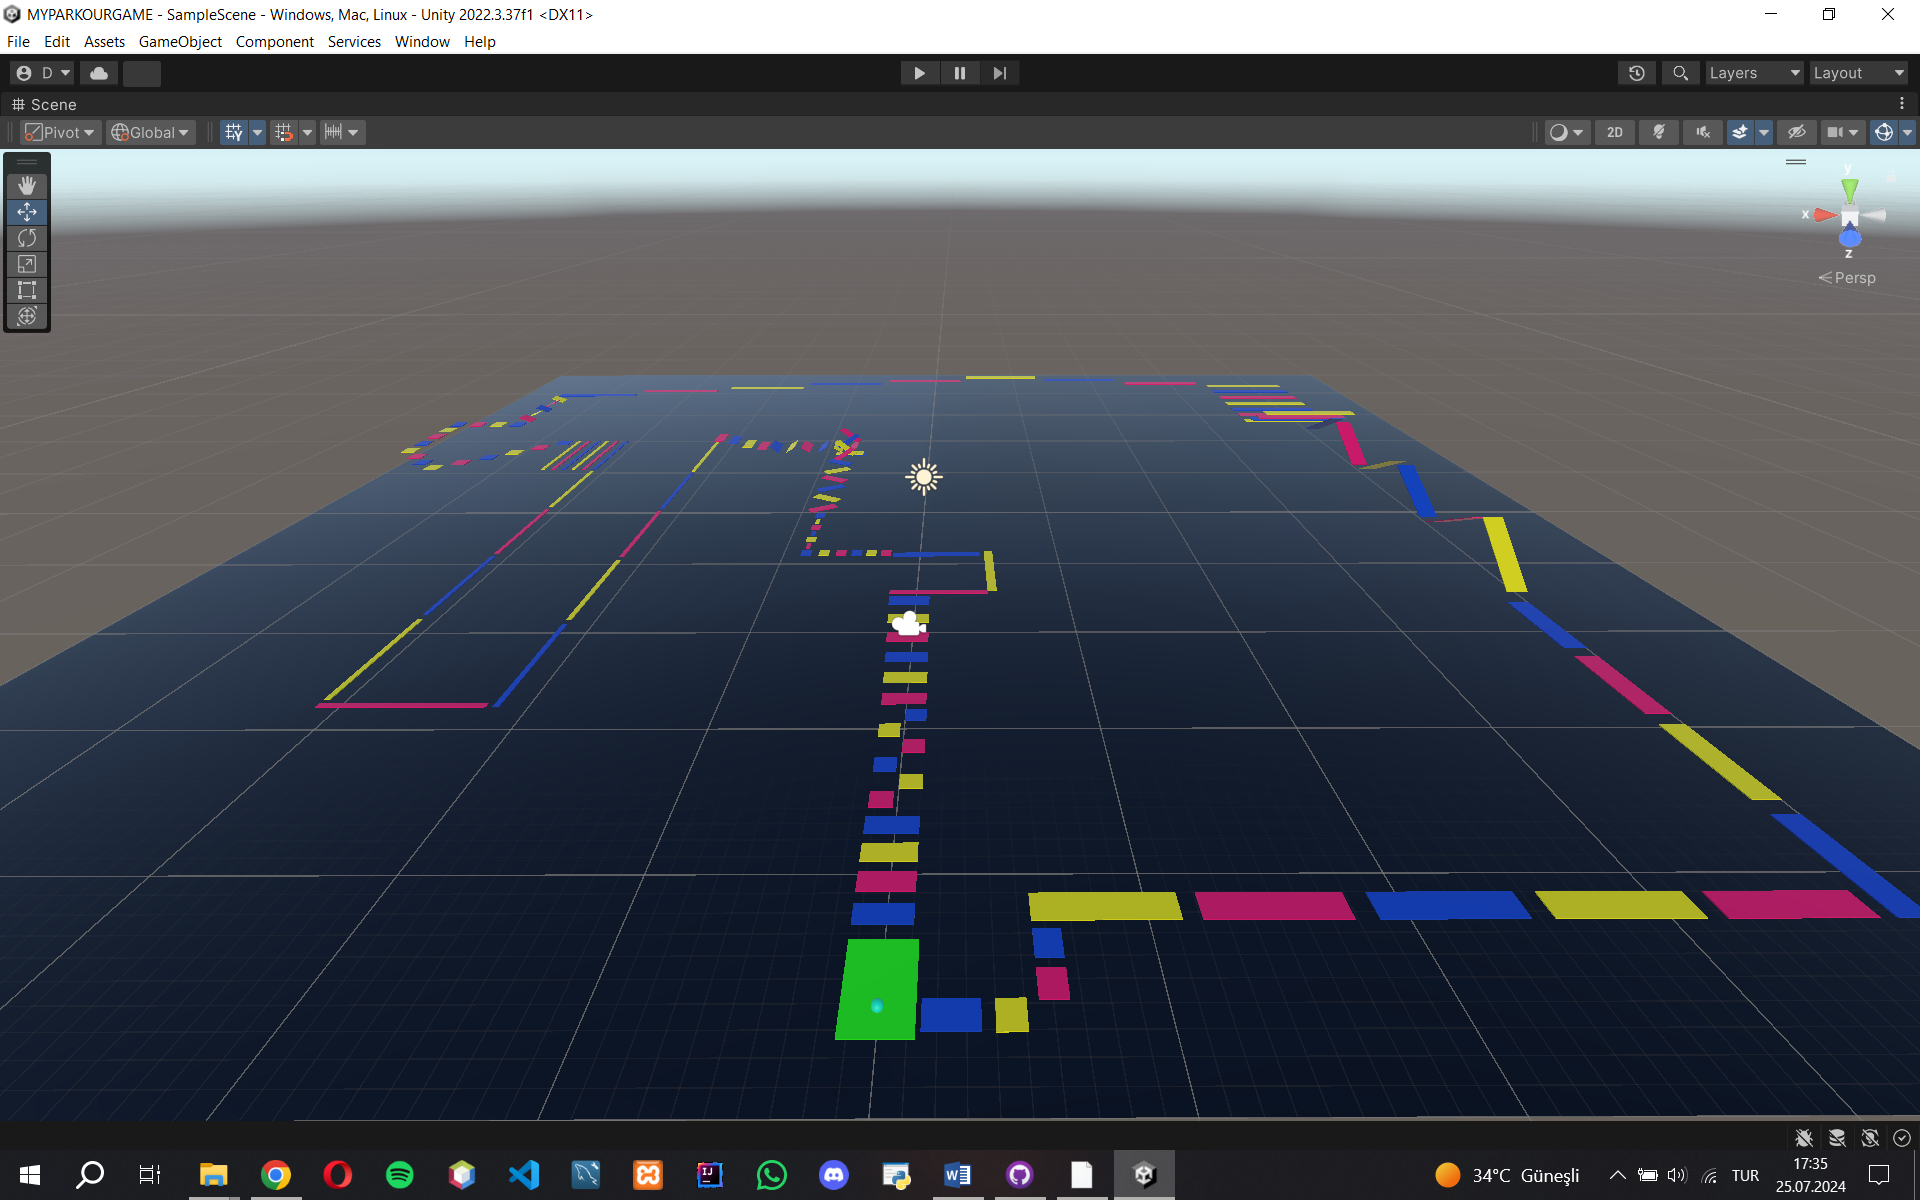 MYPARKOURGAME - SampleScene - Windows, Mac, Linux - Unity 2022.3.37f1 <DX11>
File Edit Assets GameObject Component Services Window Help
D Layers Layout
Scene
Pivot Global 2D
y
x
z
Persp
IJ
W
34°C Güneşli TUR 17:35
25.07.2024